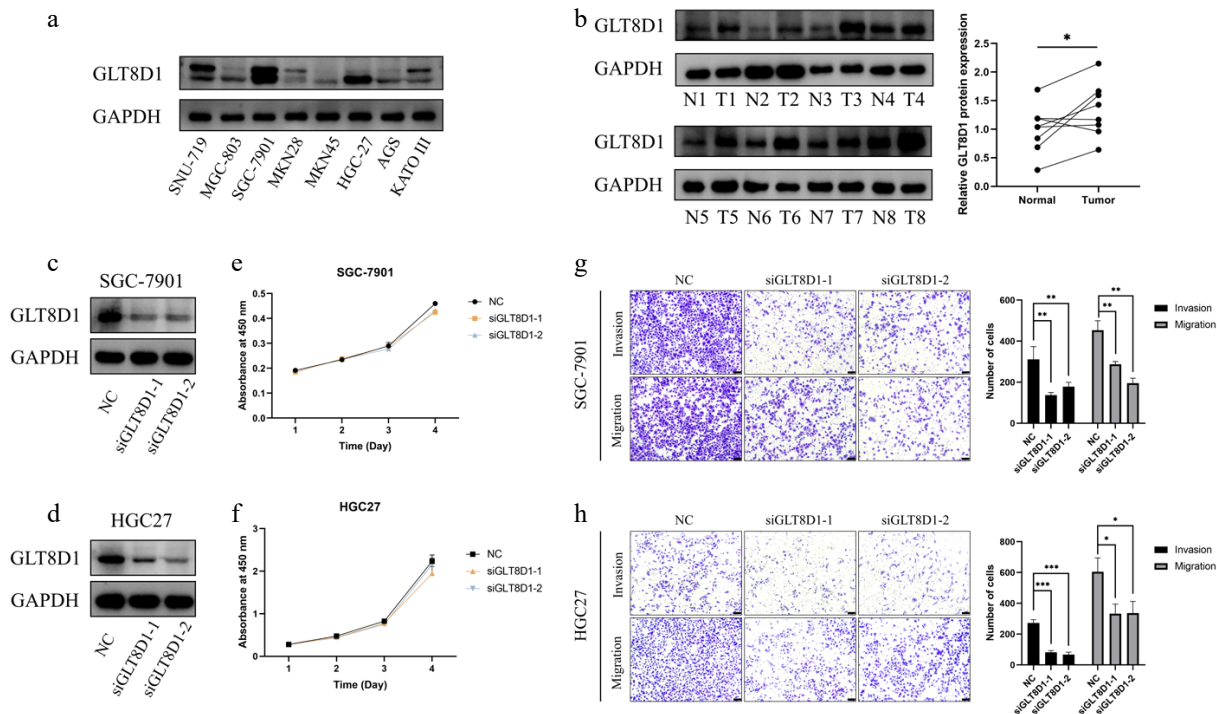 a
GLT8D1
GAPDH
SNU-719
MGC-803
SGC-7901
MKN28
MKN45
HGC-27
AGS
KATO III
b
GLT8D1
GAPDH
N1 T1 N2 T2 N3 T3 N4 T4
GLT8D1
GAPDH
N5 T5 N6 T6 N7 T7 N8 T8
Relative GLT8D1 protein expression
2.5
2.0
1.5
1.0
0.5
0.0
*
Normal Tumor
c
SGC-7901
GLT8D1
GAPDH
NC
siGLT8D1-1
siGLT8D1-2
e
SGC-7901
Absorbance at 450 nm
0.5
0.4
0.3
0.2
0.1
0.0
1 2 3 4
Time (Day)
NC
siGLT8D1-1
siGLT8D1-2
g
NC siGLT8D1-1 siGLT8D1-2
SGC-7901
Invasion
Migration
Number of cells
600
400
200
0
** ** ** **
NC
siGLT8D1-1
siGLT8D1-2
NC
siGLT8D1-1
siGLT8D1-2
Invasion
Migration
d
HGC27
GLT8D1
GAPDH
NC
siGLT8D1-1
siGLT8D1-2
f
HGC27
Absorbance at 450 nm
3
2
1
0
1 2 3 4
Time (Day)
NC
siGLT8D1-1
siGLT8D1-2
h
NC siGLT8D1-1 siGLT8D1-2
HGC27
Invasion
Migration
Number of cells
800
600
400
200
0
*** *** * *
NC
siGLT8D1-1
siGLT8D1-2
NC
siGLT8D1-1
siGLT8D1-2
Invasion
Migration